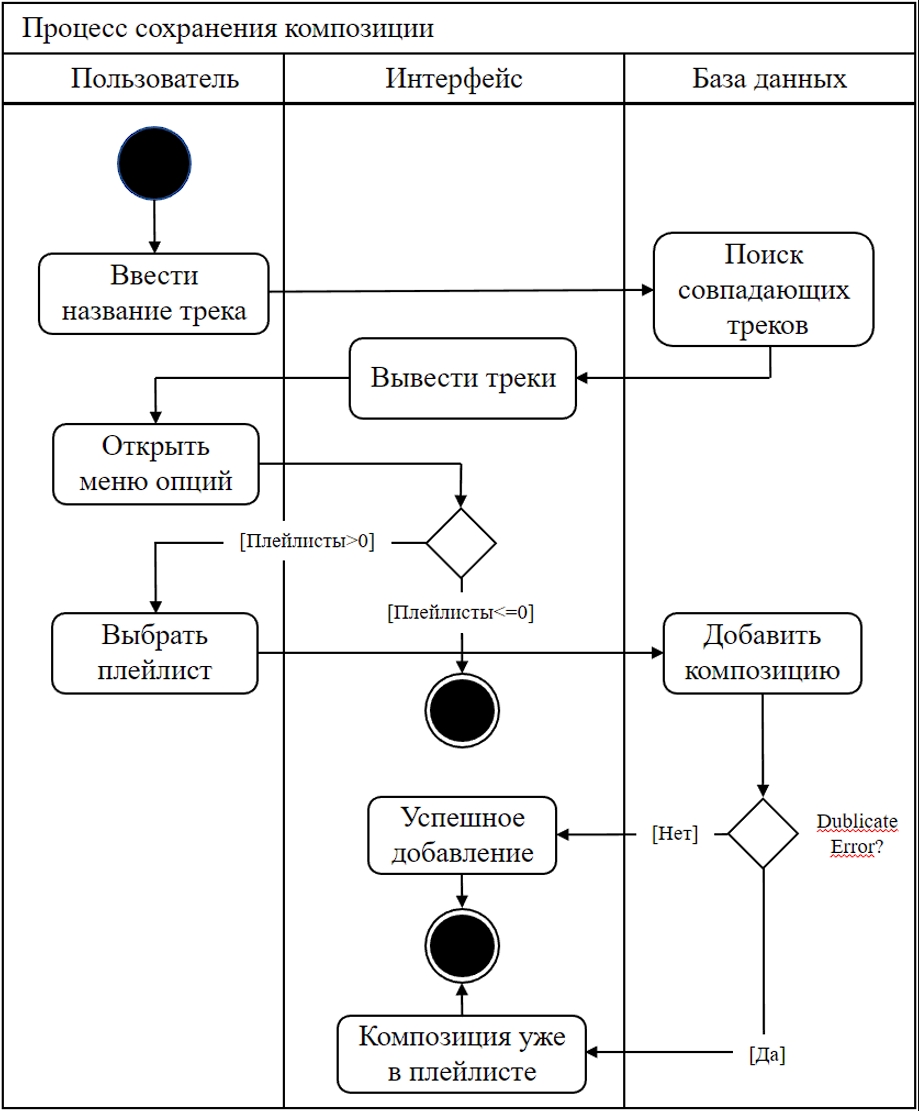 Процесс сохранения композиции
Пользователь
Интерфейс
База данных
Ввести
название трека
Поиск
совпадающих
треков
Вывести треки
Открыть
меню опций
[Плейлисты>0]
[Плейлисты<=0]
Выбрать
плейлист
Добавить
композицию
Успешное
добавление
[Нет]
Dublicate
Error?
Композиция уже
в плейлисте
[Да]